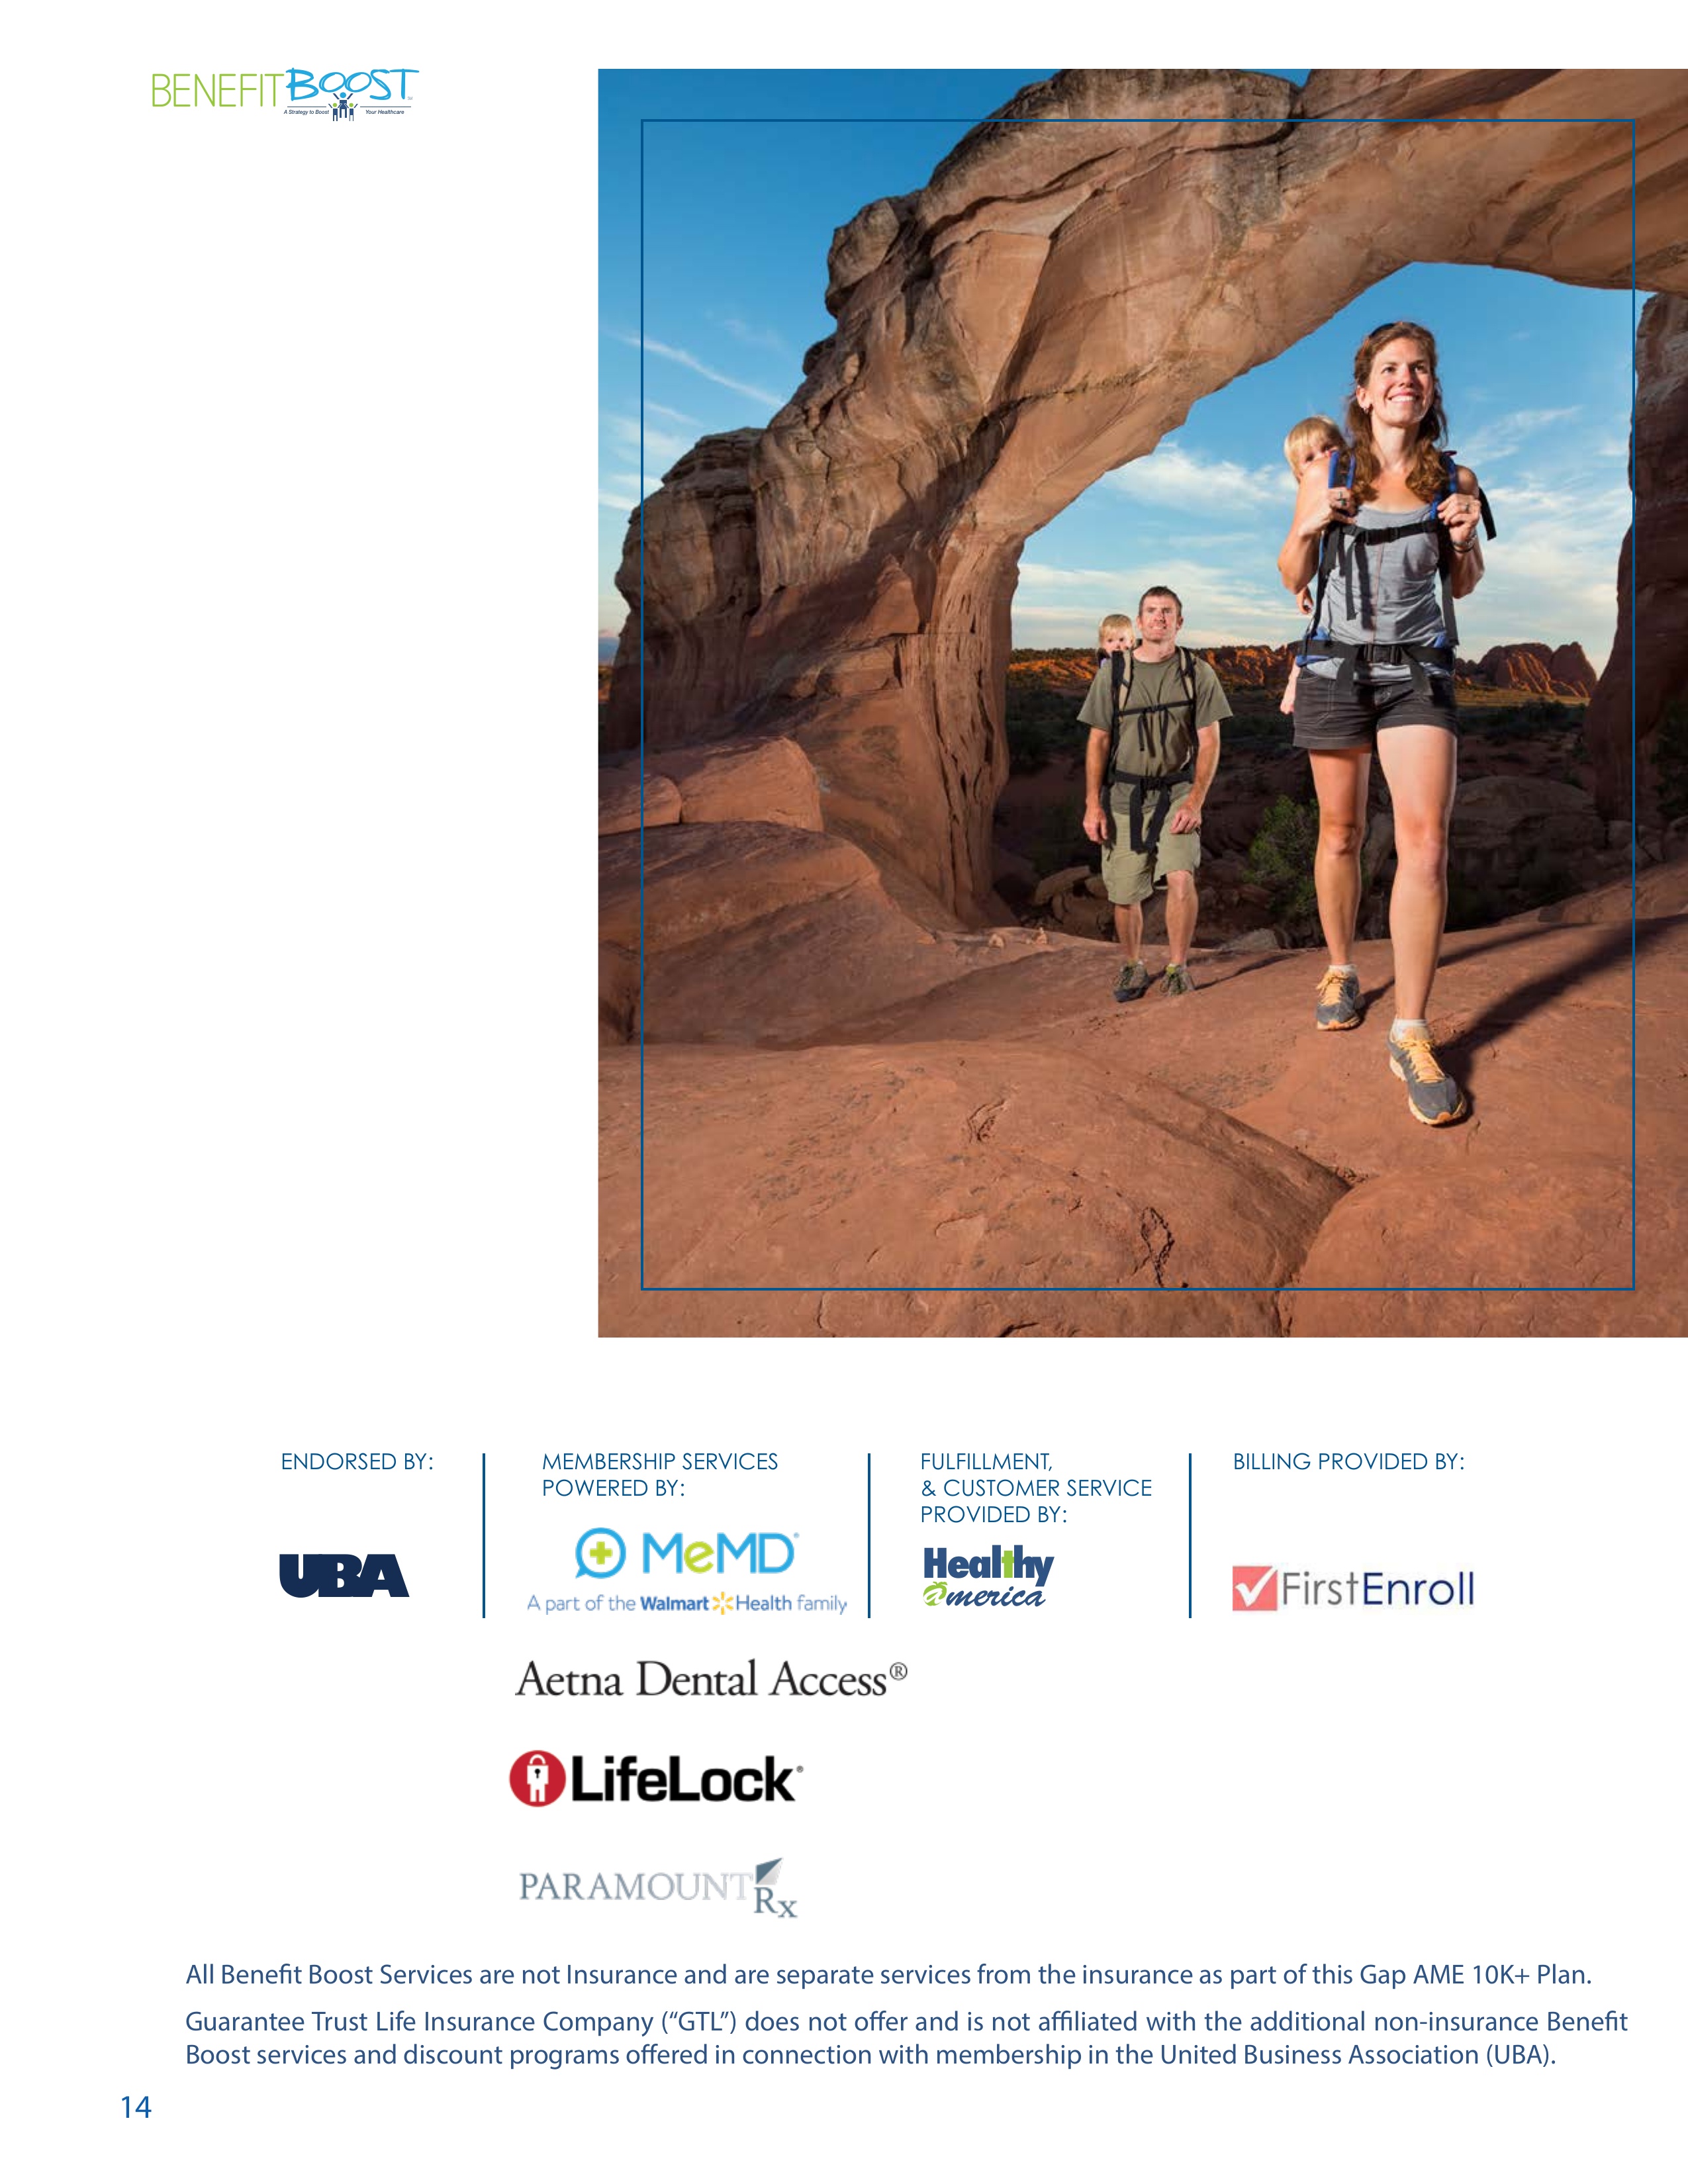 BENEFIT BOOST
A Strategy to Boost Your Healthcare
ENDORSED BY:
UBA
MEMBERSHIP SERVICES
POWERED BY:
MeMD®
A part of the Walmart Health family
Aetna Dental Access®
LifeLock®
PARAMOUNT Rx
FULFILLMENT,
& CUSTOMER SERVICE
PROVIDED BY:
Healthy
america
BILLING PROVIDED BY:
FirstEnroll
All Benefit Boost Services are not Insurance and are separate services from the insurance as part of this Gap AME 10K+ Plan.
Guarantee Trust Life Insurance Company (“GTL”) does not offer and is not affiliated with the additional non-insurance Benefit
Boost services and discount programs offered in connection with membership in the United Business Association (UBA).
14